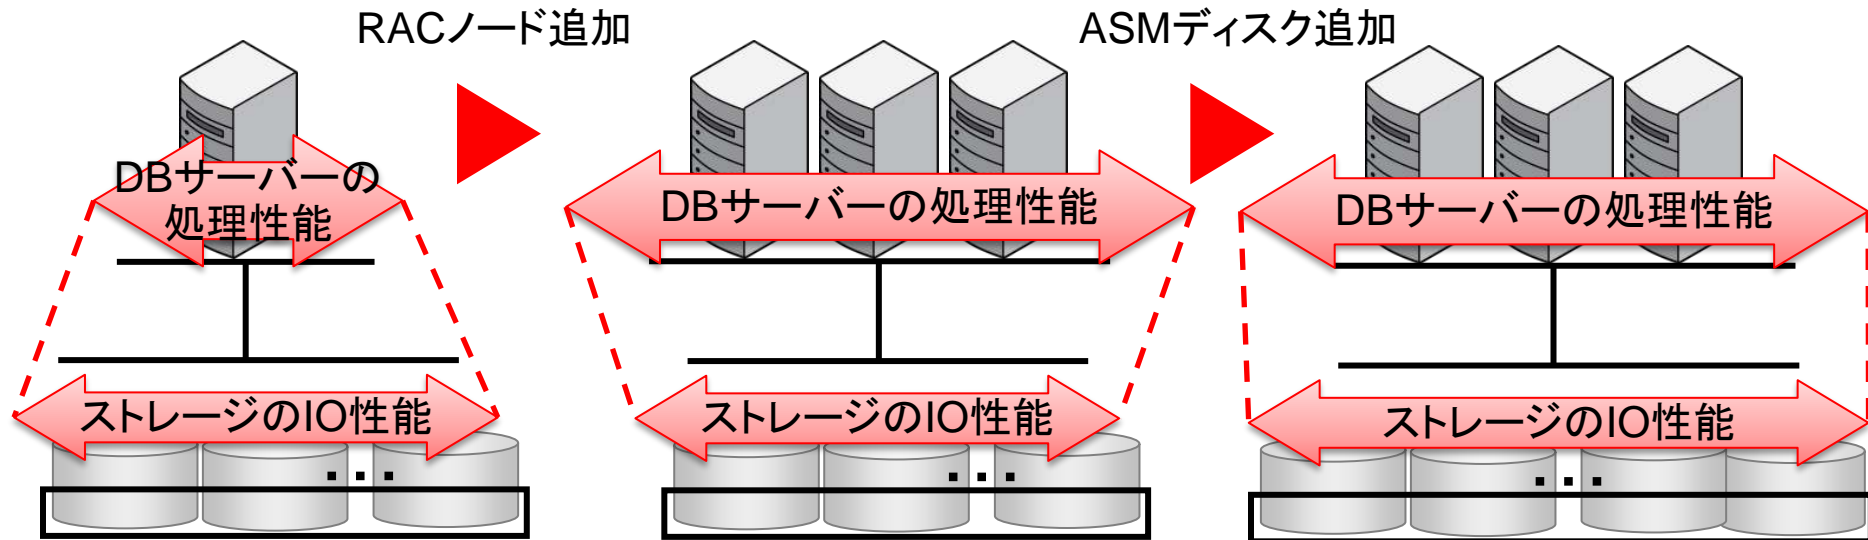 RACノード追加
ASMディスク追加
DBサーバーの
処理性能
DBサーバーの処理性能
DBサーバーの処理性能
ストレージのIO性能
ストレージのIO性能
ストレージのIO性能
. . .
. . .
. . .